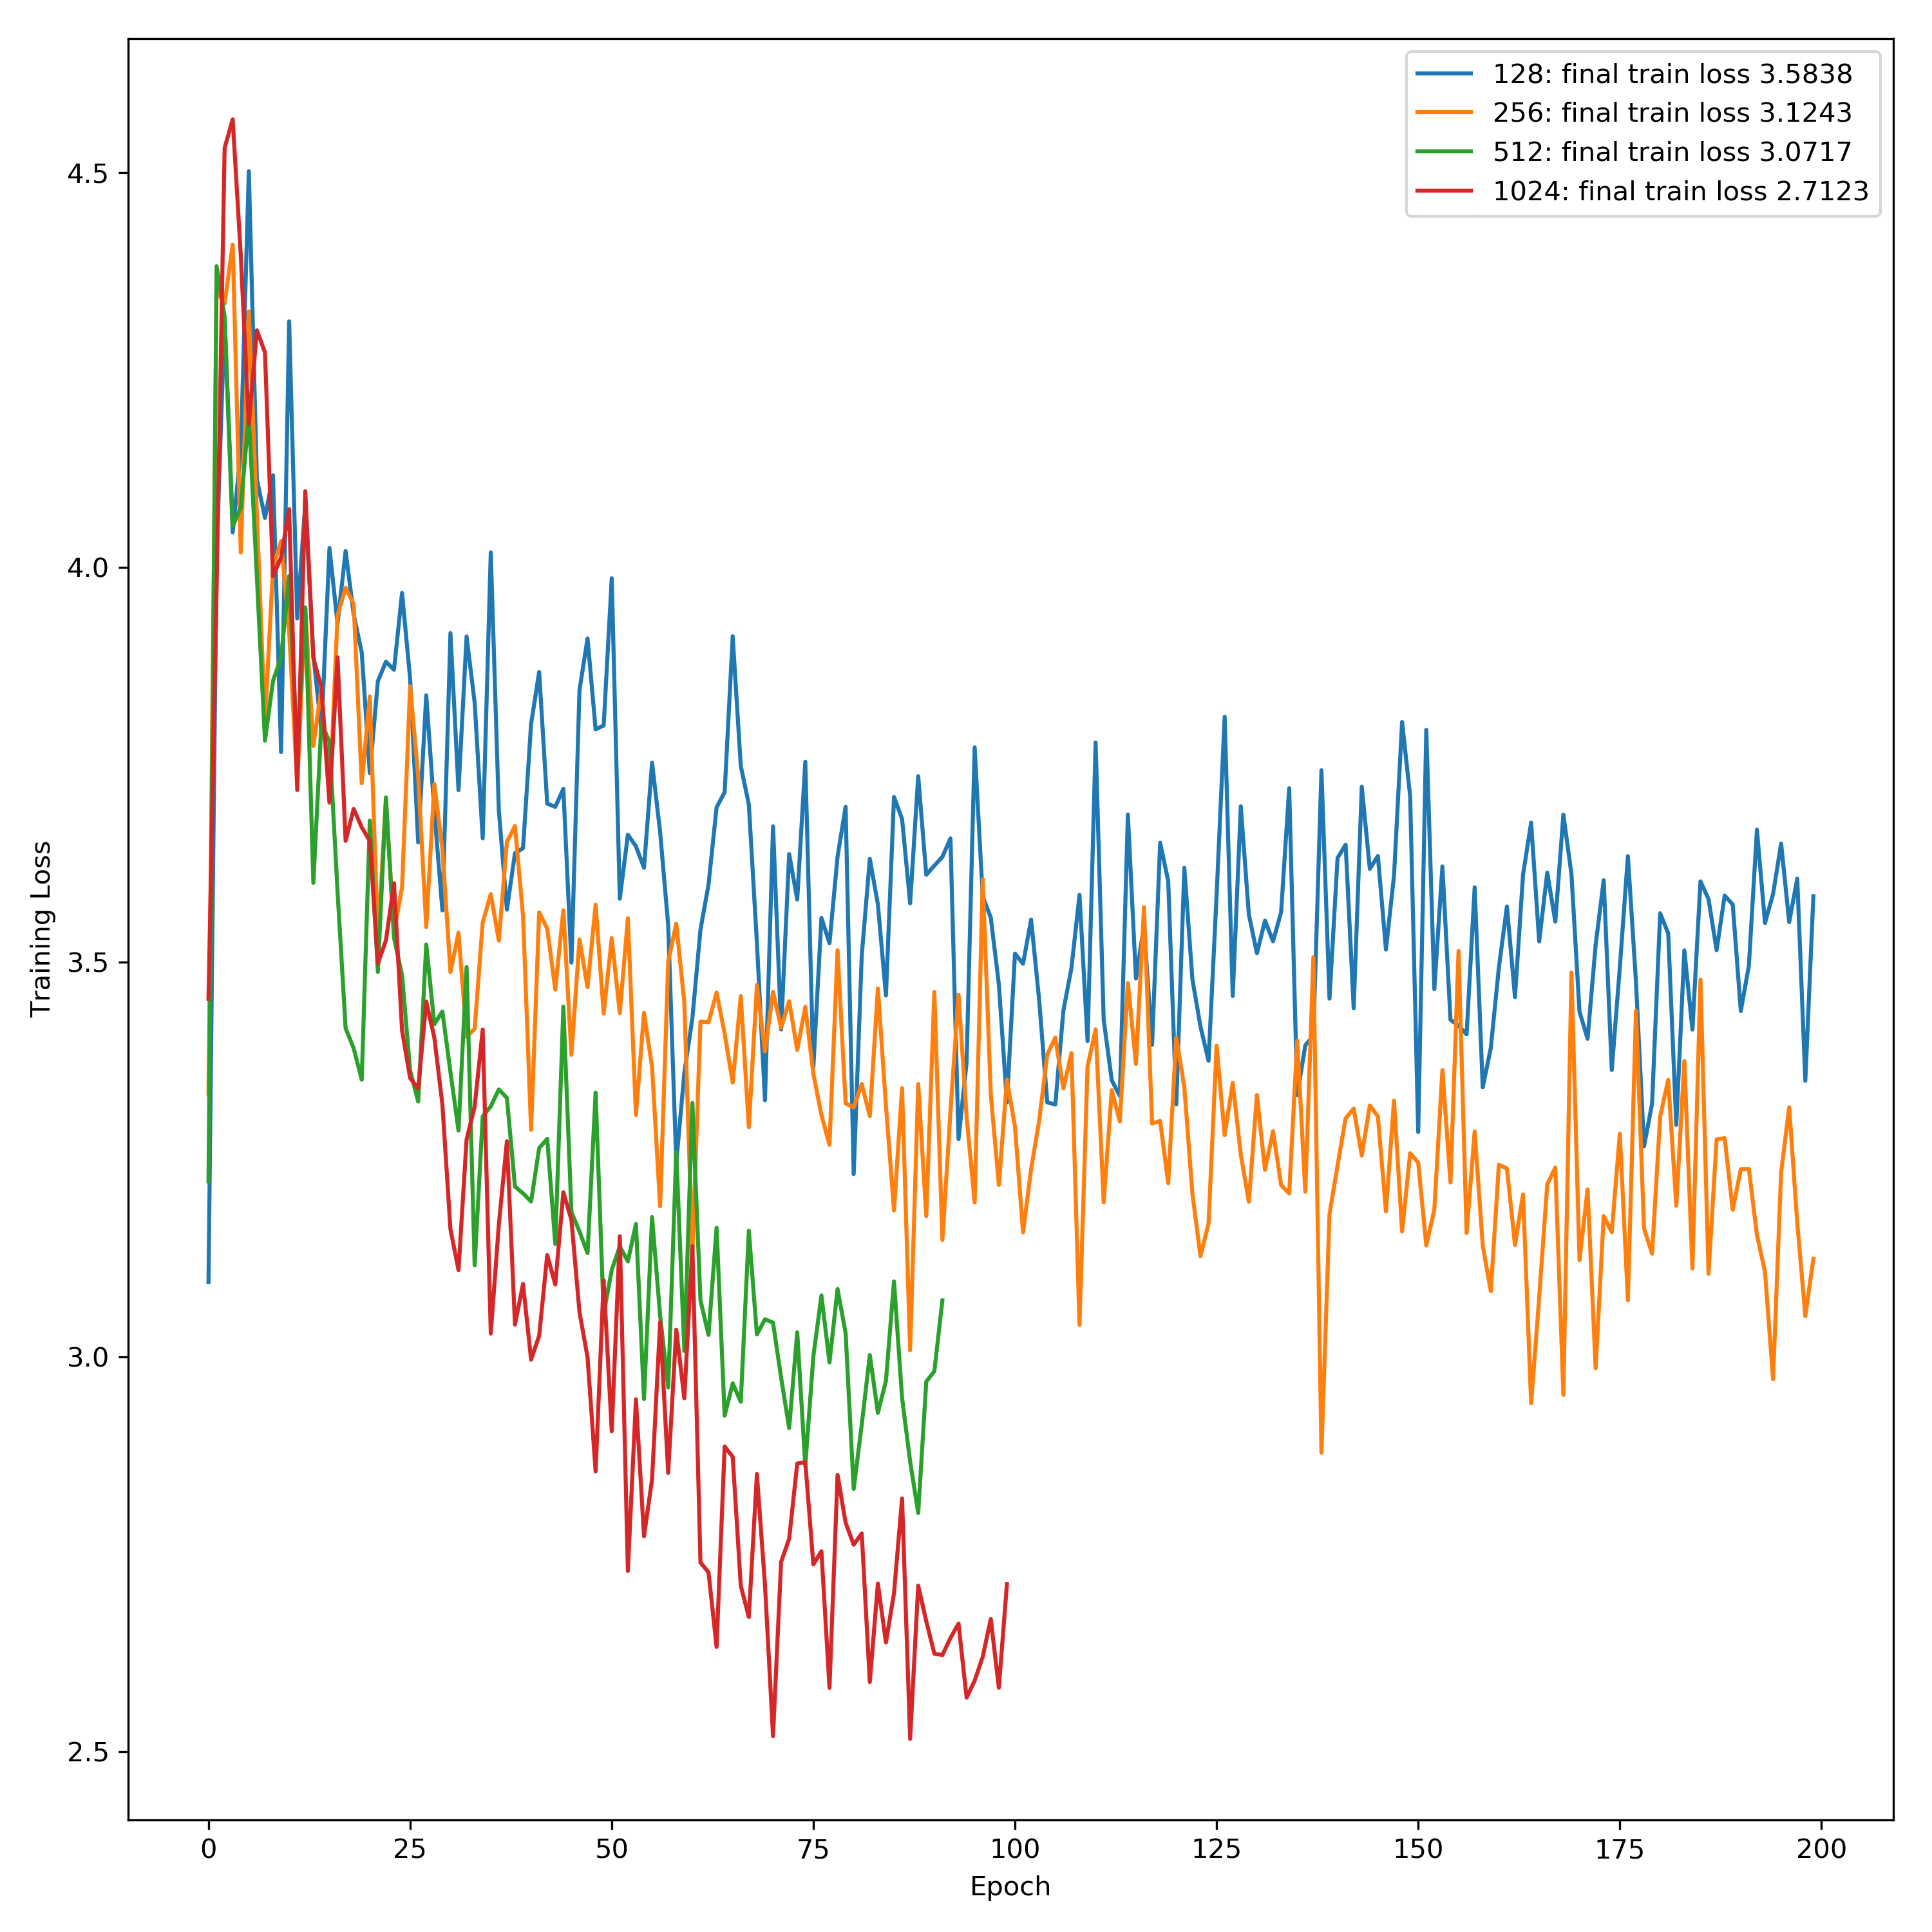 128: final train loss 3.5838
256: final train loss 3.1243
512: final train loss 3.0717
1024: final train loss 2.7123
4.5
4.0
3.5
3.0
2.5
Training Loss
0 25 50 75 100 125 150 175 200
Epoch